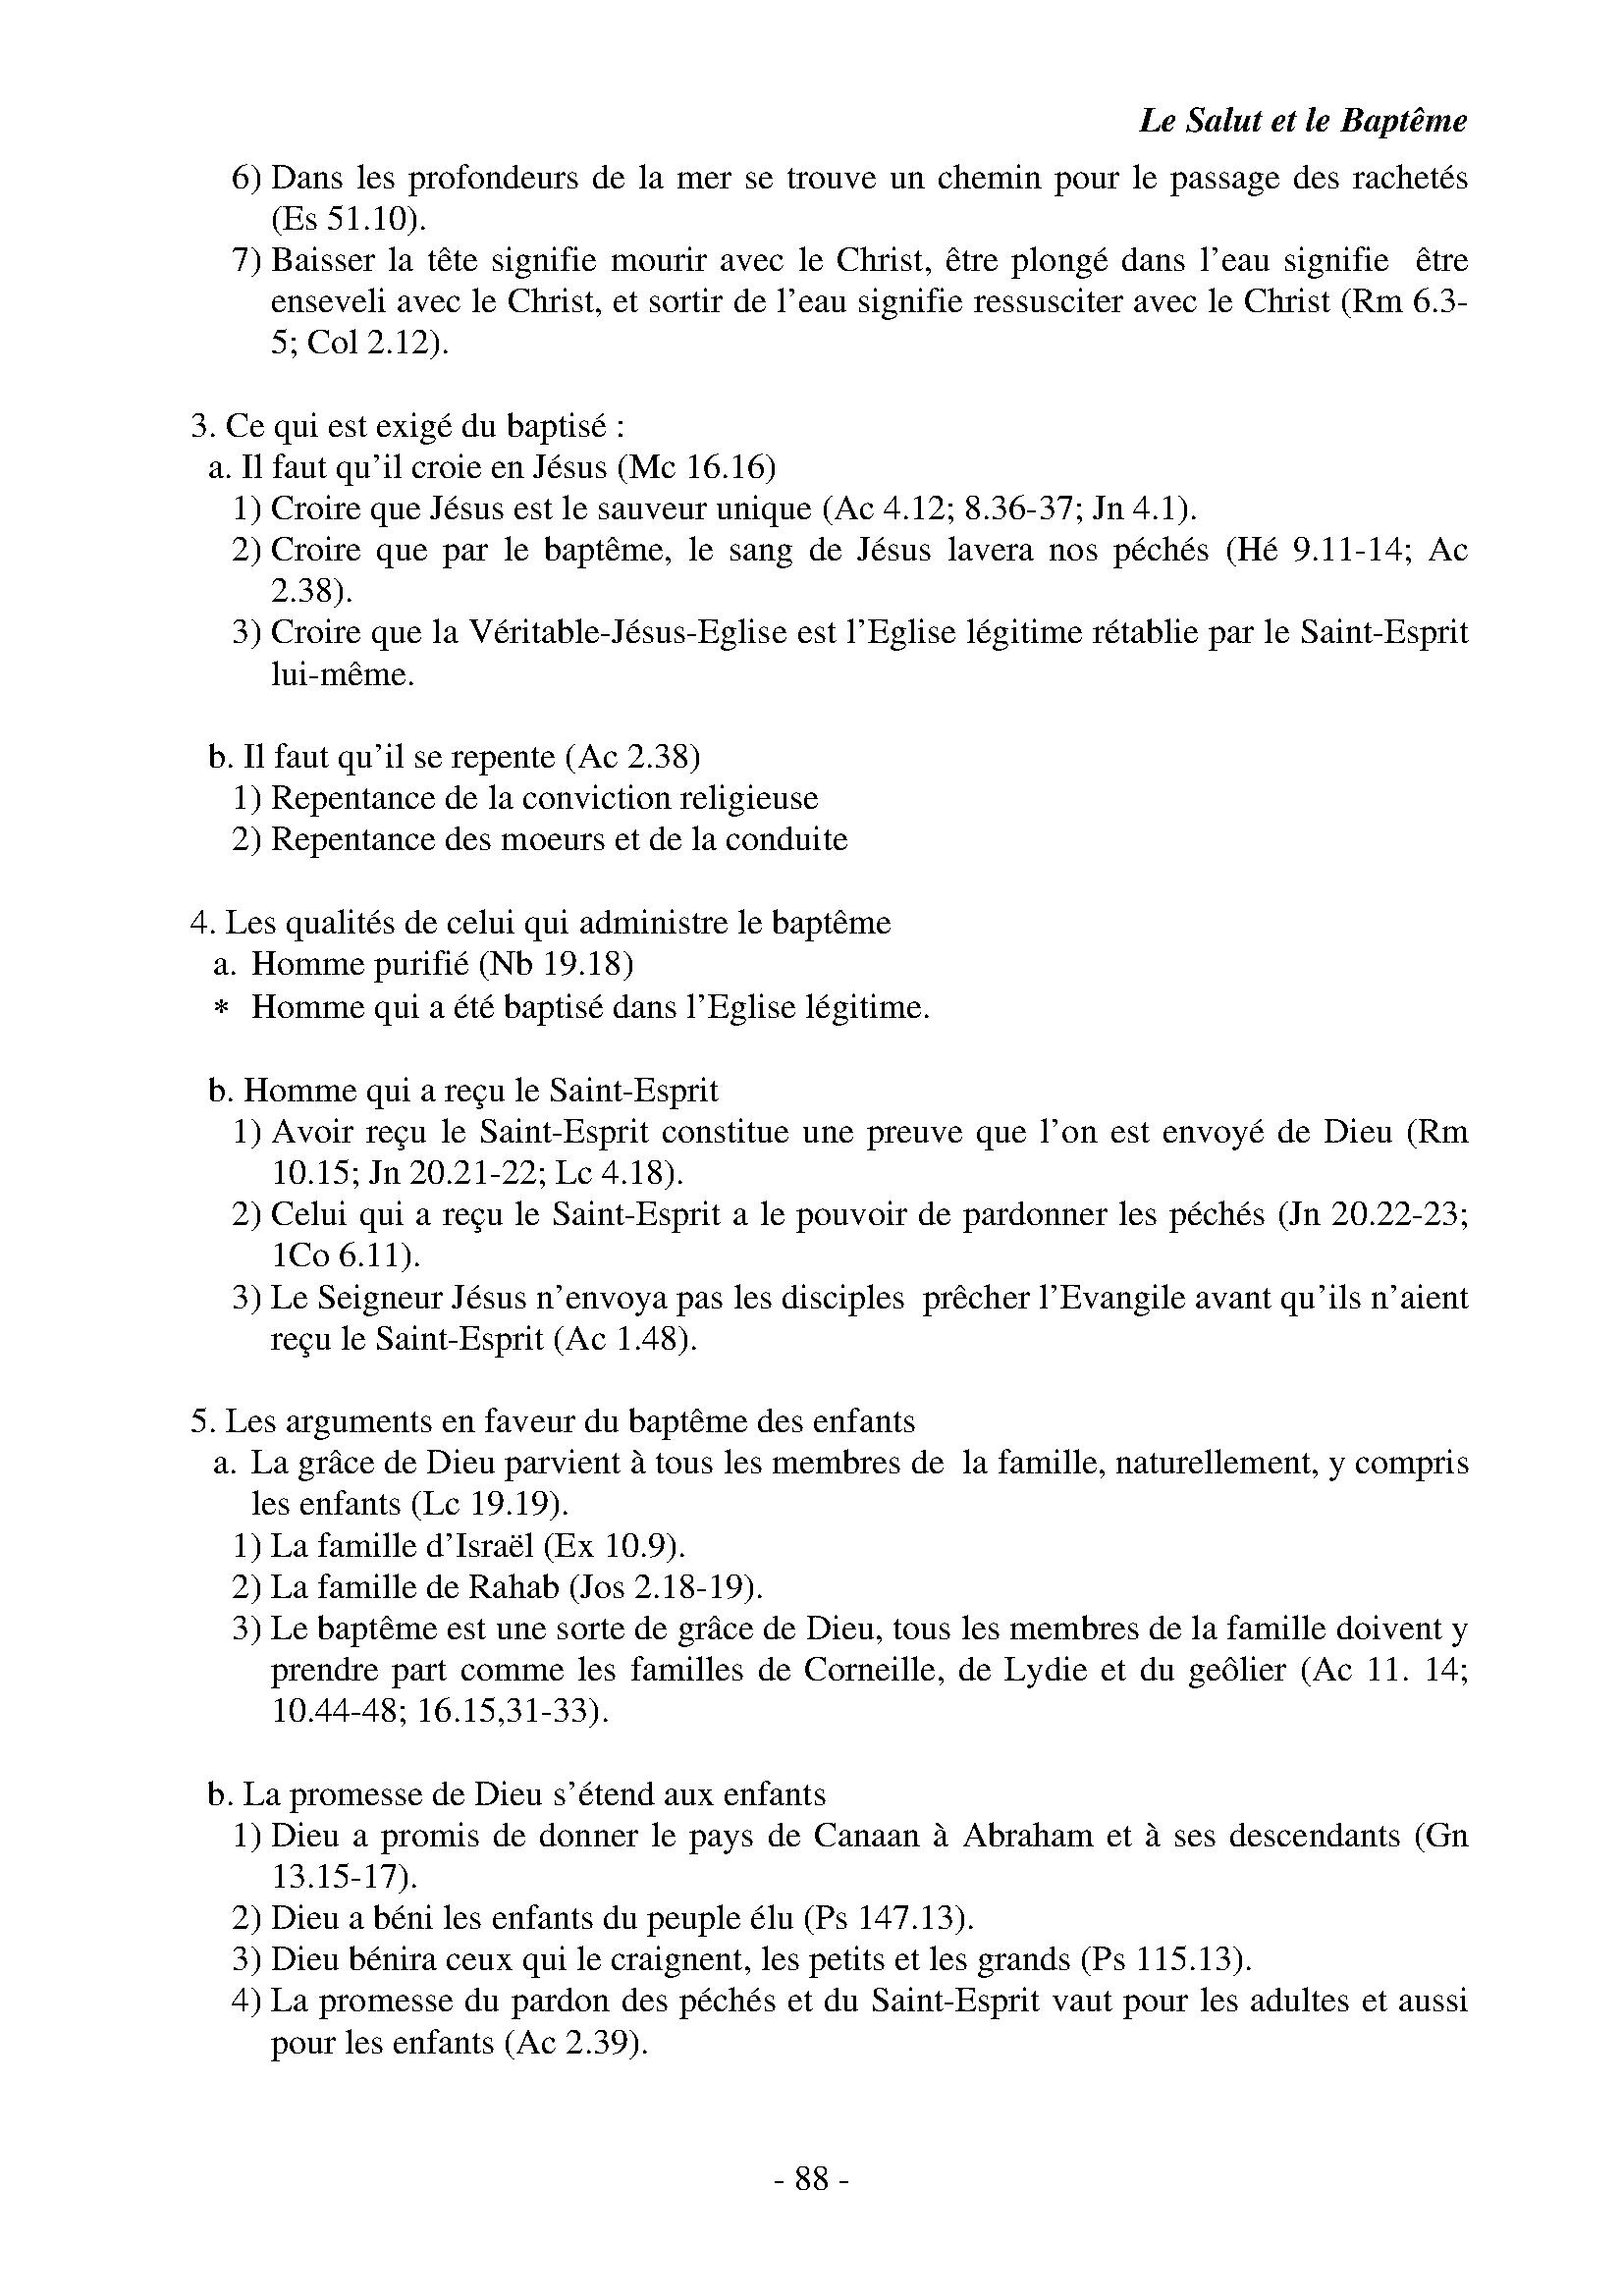 Le Salut et le Baptême
6) Dans les profondeurs de la mer se trouve un chemin pour le passage des rachetés
(Es 51.10).
7) Baisser la tête signifie mourir avec le Christ, être plongé dans l’eau signifie être
enseveli avec le Christ, et sortir de l’eau signifie ressusciter avec le Christ (Rm 6.3-
5; Col 2.12).
3. Ce qui est exigé du baptisé :
a. Il faut qu’il croie en Jésus (Mc 16.16)
1) Croire que Jésus est le sauveur unique (Ac 4.12; 8.36-37; Jn 4.1).
2) Croire que par le baptême, le sang de Jésus lavera nos péchés (Hé 9.11-14; Ac
2.38).
3) Croire que la Véritable-Jésus-Eglise est l’Eglise légitime rétablie par le Saint-Esprit
lui-même.
b. Il faut qu’il se repente (Ac 2.38)
1) Repentance de la conviction religieuse
2) Repentance des moeurs et de la conduite
4. Les qualités de celui qui administre le baptême
a. Homme purifié (Nb 19.18)
* Homme qui a été baptisé dans l’Eglise légitime.
b. Homme qui a reçu le Saint-Esprit
1) Avoir reçu le Saint-Esprit constitue une preuve que l’on est envoyé de Dieu (Rm
10.15; Jn 20.21-22; Lc 4.18).
2) Celui qui a reçu le Saint-Esprit a le pouvoir de pardonner les péchés (Jn 20.22-23;
1Co 6.11).
3) Le Seigneur Jésus n’envoya pas les disciples prêcher l’Evangile avant qu’ils n’aient
reçu le Saint-Esprit (Ac 1.48).
5. Les arguments en faveur du baptême des enfants
a. La grâce de Dieu parvient à tous les membres de la famille, naturellement, y compris
les enfants (Lc 19.19).
1) La famille d’Israël (Ex 10.9).
2) La famille de Rahab (Jos 2.18-19).
3) Le baptême est une sorte de grâce de Dieu, tous les membres de la famille doivent y
prendre part comme les familles de Corneille, de Lydie et du geôlier (Ac 11. 14;
10.44-48; 16.15,31-33).
b. La promesse de Dieu s’étend aux enfants
1) Dieu a promis de donner le pays de Canaan à Abraham et à ses descendants (Gn
13.15-17).
2) Dieu a béni les enfants du peuple élu (Ps 147.13).
3) Dieu bénira ceux qui le craignent, les petits et les grands (Ps 115.13).
4) La promesse du pardon des péchés et du Saint-Esprit vaut pour les adultes et aussi
pour les enfants (Ac 2.39).
- 88 -